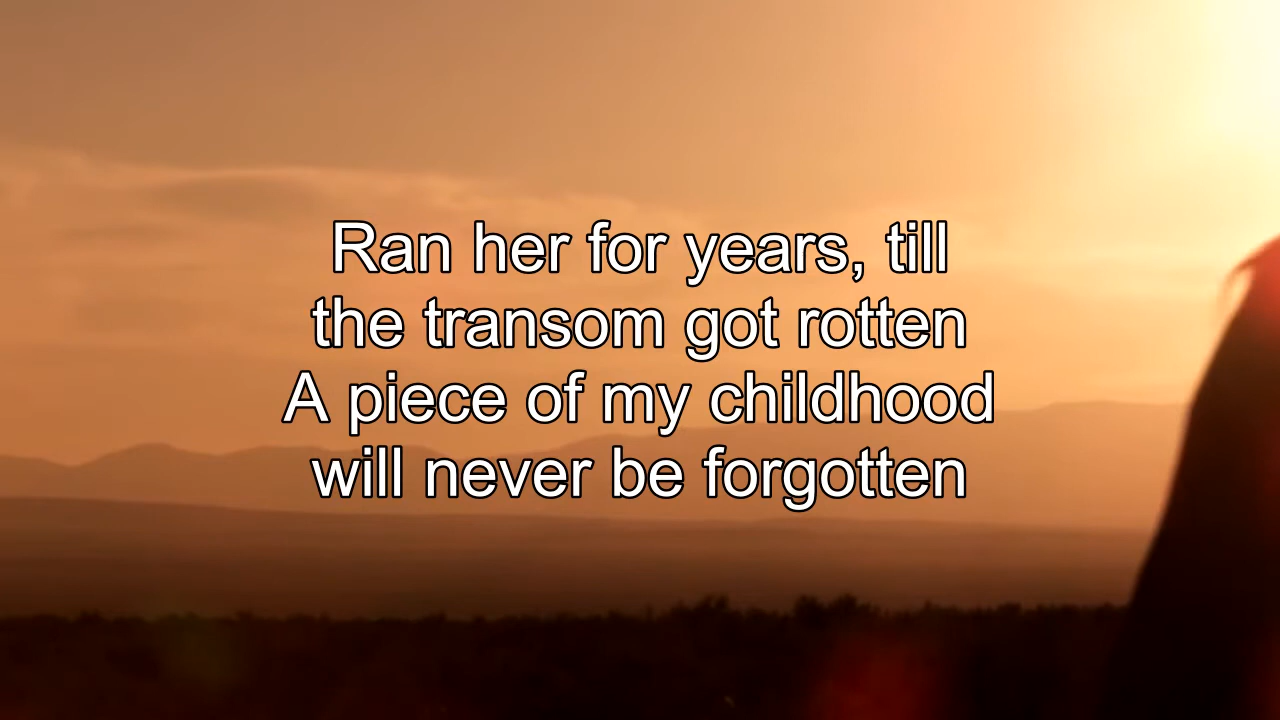 Ran her for years, till
the transom got rotten
A piece of my childhood
will never be forgotten